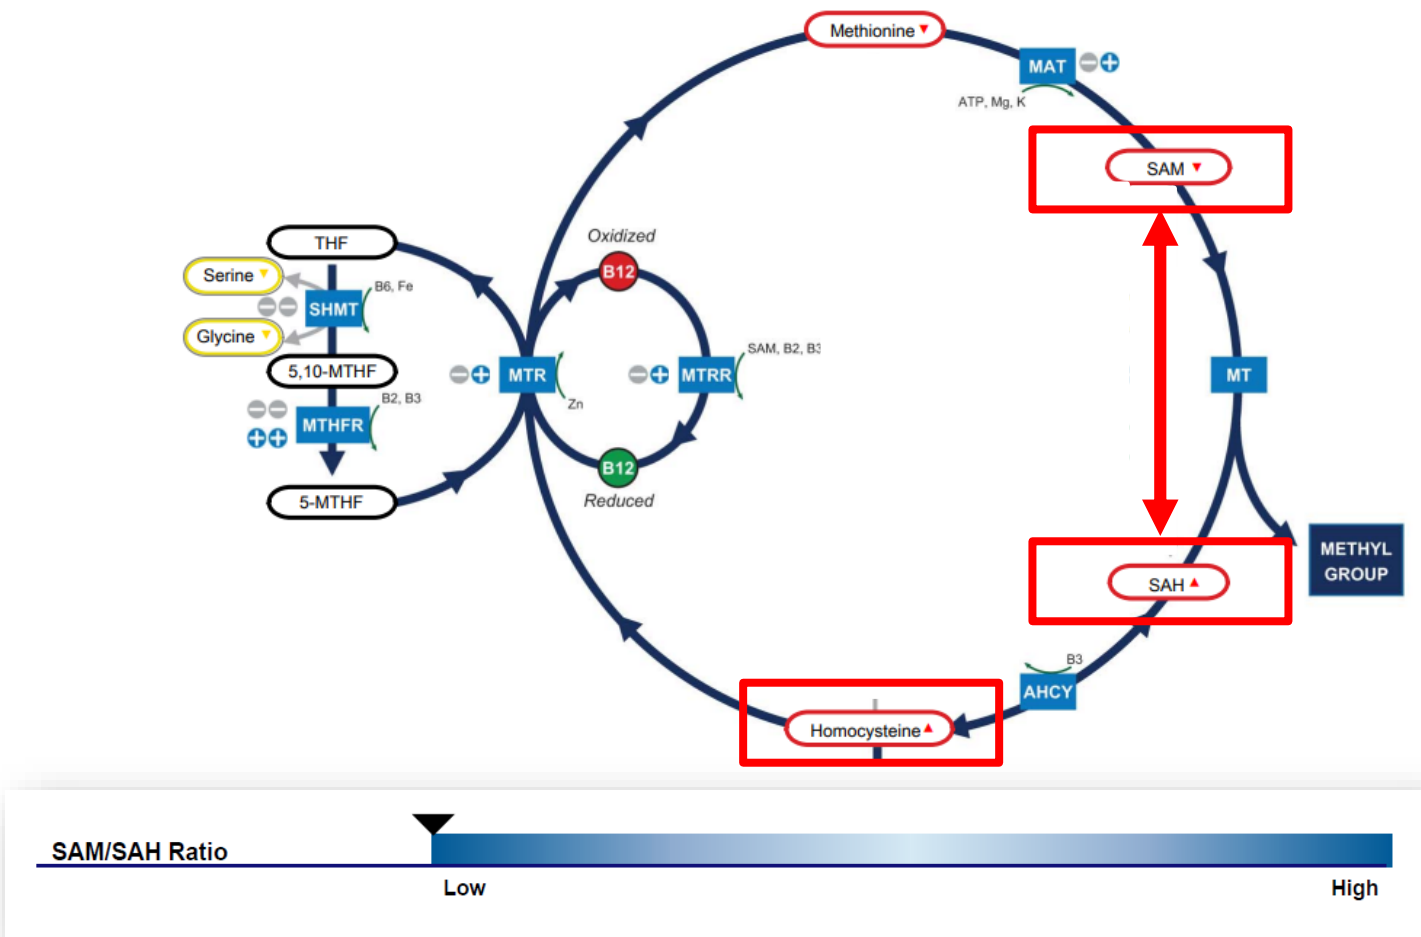 Methionine
MAT
ATP, Mg, K
SAM
Oxidized
THF
B12
Serine
B6, Fe
SHMT
Glycine
SAM, B2, B3
5,10-MTHF
MTR
MTRR
MT
B2, B3
Zn
MTHFR
B12
5-MTHF
Reduced
METHYL
GROUP
SAH
B3
AHCY
Homocysteine
SAM/SAH Ratio
Low
High